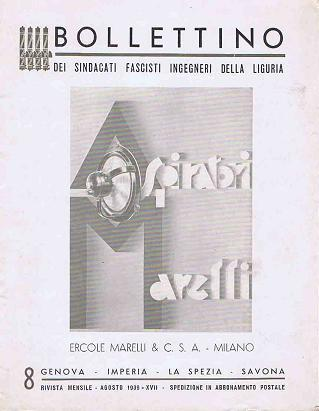 BOLLETTINO
DEI SINDACATI FASCISTI INGEGNERI DELLA LIGURIA
Aspiratori
Marelli
ERCOLE MARELLI & C. S. A. - MILANO
8 GENOVA - IMPERIA - LA SPEZIA - SAVONA
RIVISTA MENSILE - AGOSTO 1939 - XVII - SPEDIZIONE IN ABBONAMENTO POSTALE